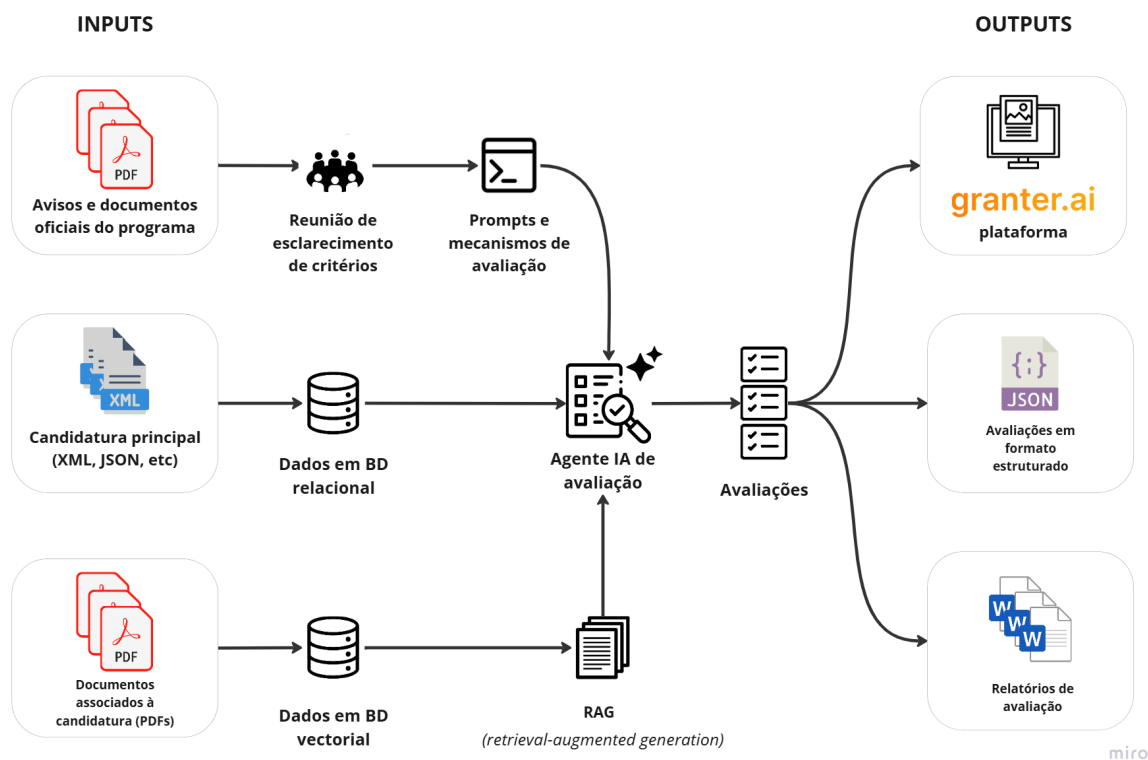 INPUTS
OUTPUTS
PDF
Avisos e documentos
oficiais do programa
Reunião de
esclarecimento
de critérios
Prompts e
mecanismos de
avaliação
granter.ai
plataforma
XML
Candidatura principal
(XML, JSON, etc)
Dados em BD
relacional
Agente IA de
avaliação
Avaliações
{;}
JSON
Avaliações em
formato
estruturado
PDF
Documentos
associados à
candidatura (PDFs)
Dados em BD
vectorial
RAG
(retrieval-augmented generation)
W
W
W
Relatórios de
avaliação
miro